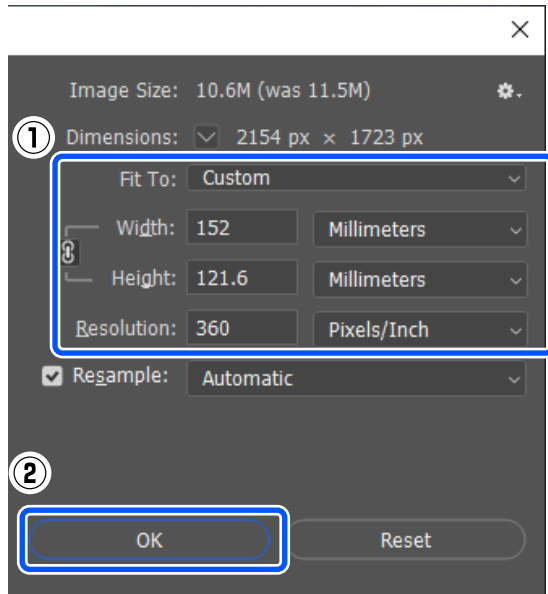 Image Size: 10.6M (was 11.5M)
① Dimensions: 2154 px × 1723 px
Fit To: Custom
Width: 152 Millimeters
Height: 121.6 Millimeters
Resolution: 360 Pixels/Inch
Resample: Automatic
②
OK Reset